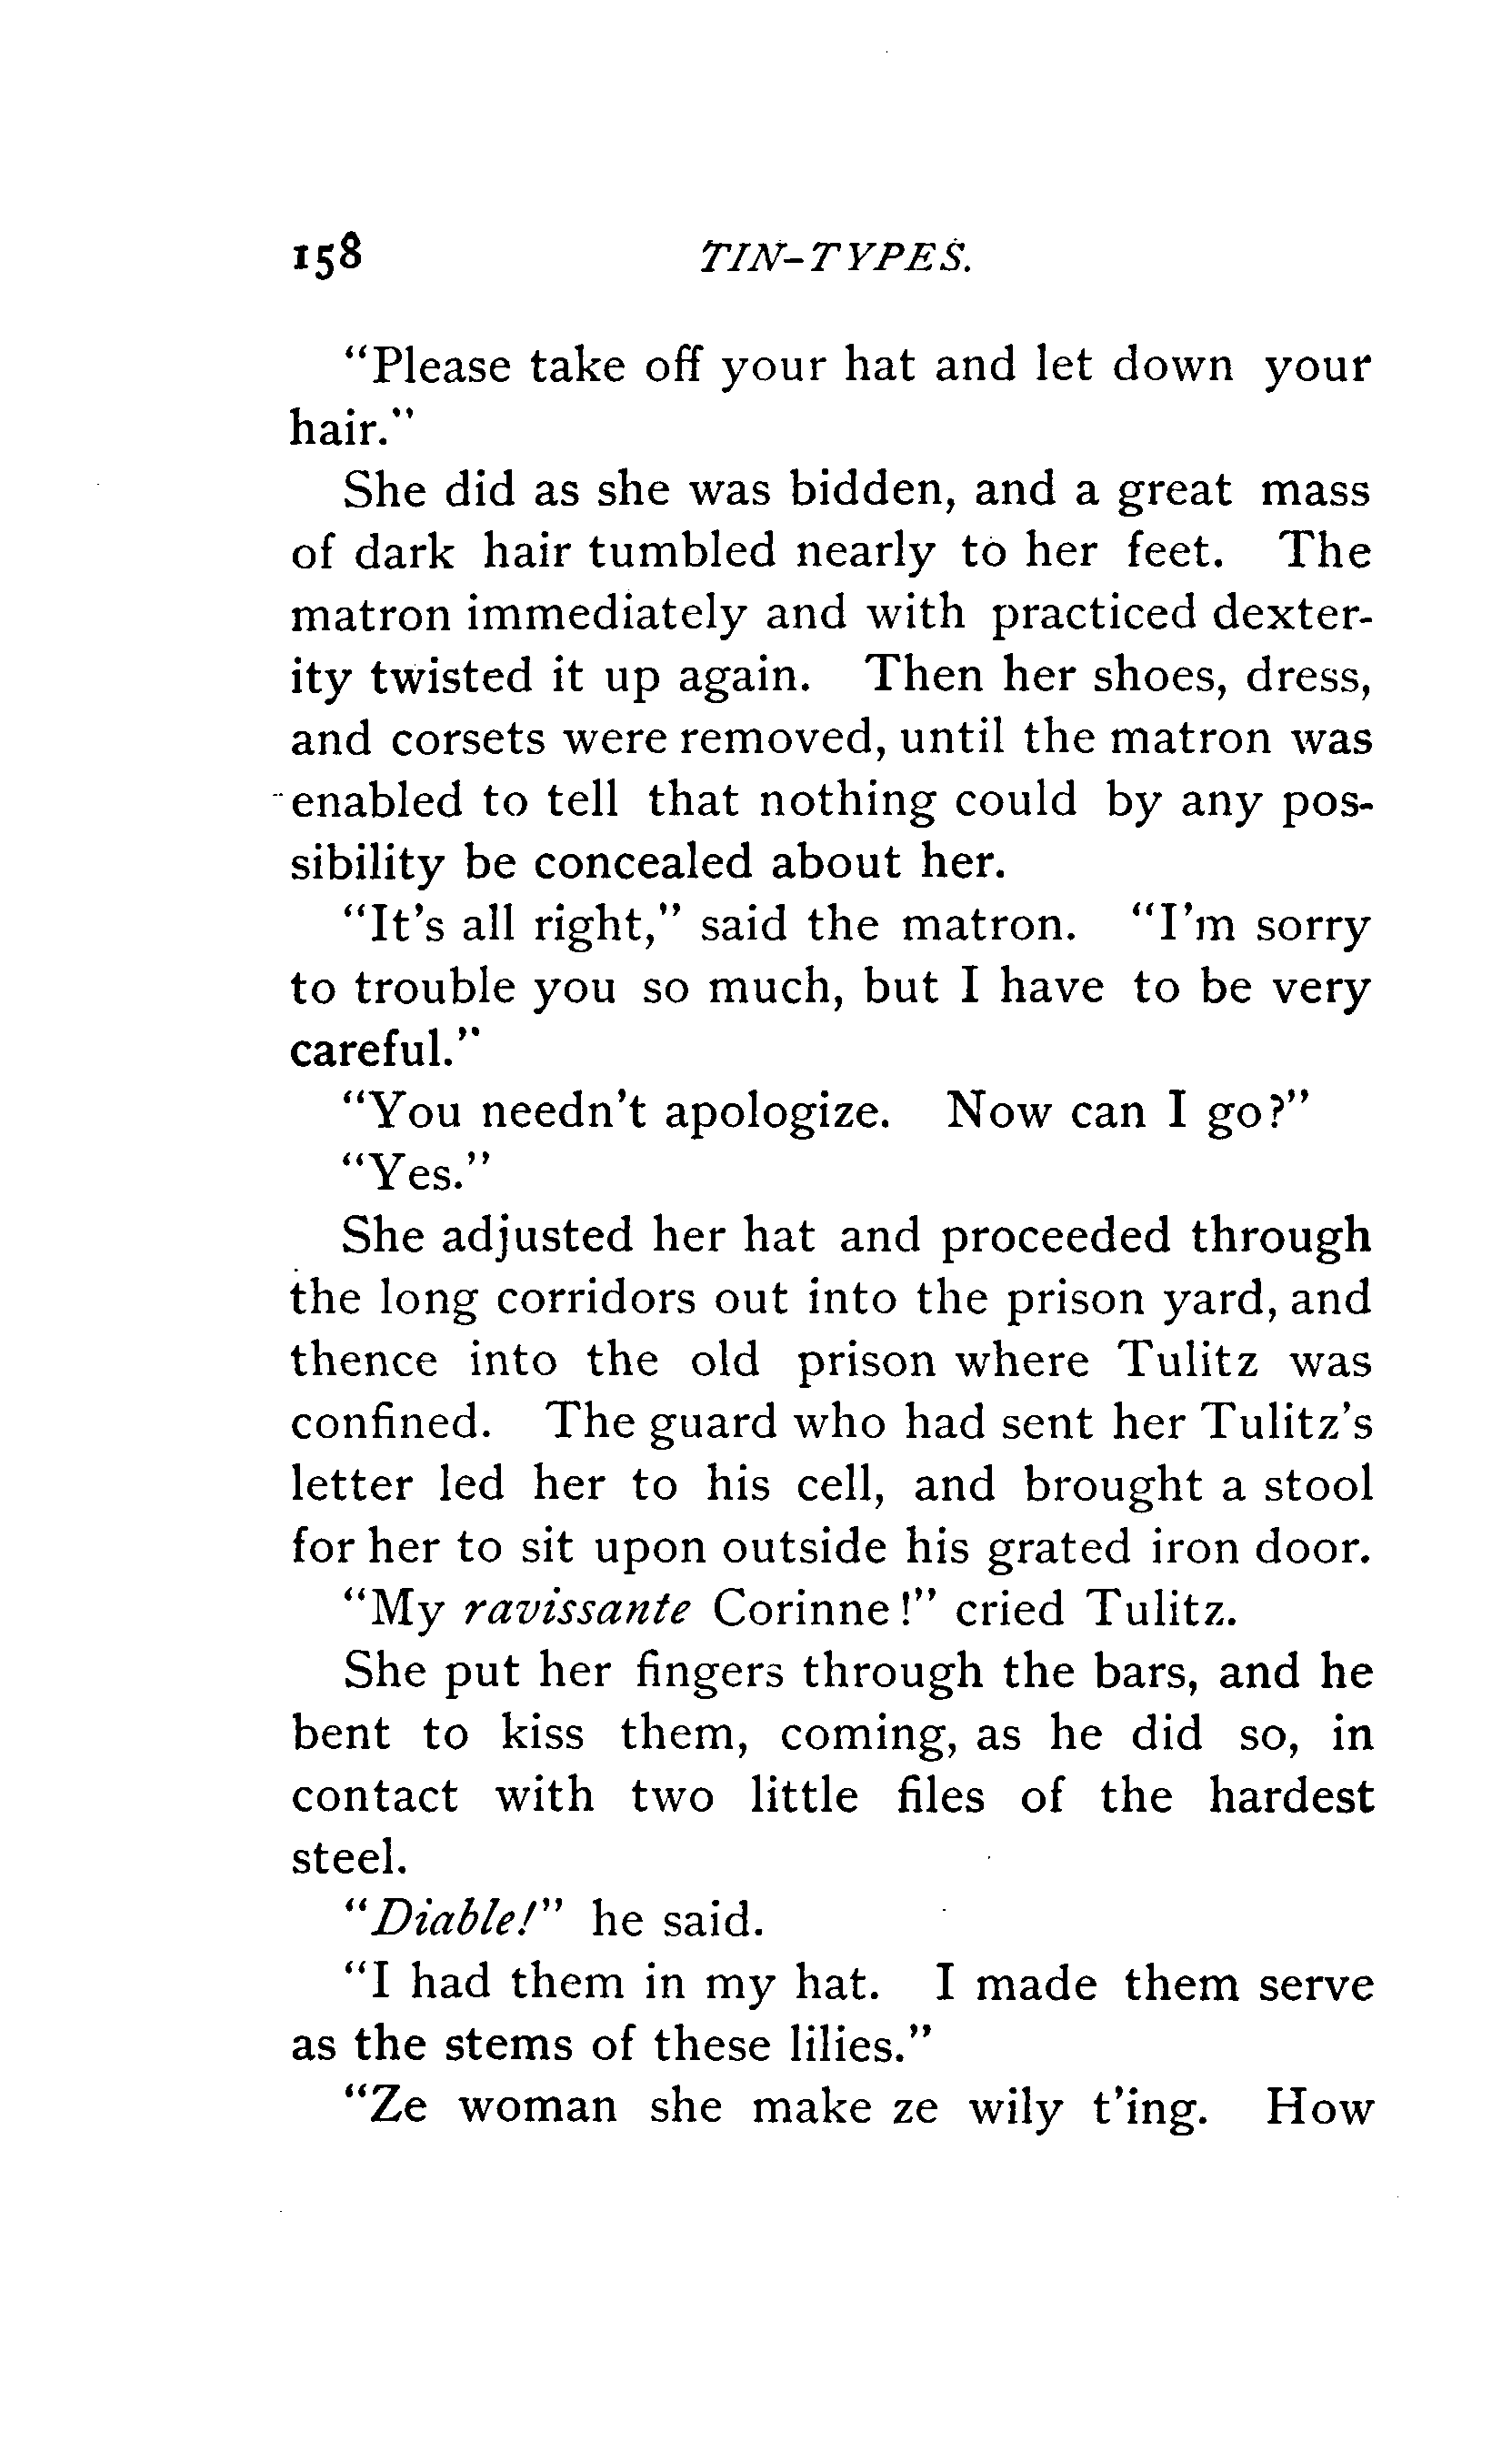 158 TIN-TYPES.
"Please take off your hat and let down your
hair."
She did as she was bidden, and a great mass
of dark hair tumbled nearly to her feet. The
matron immediately and with practiced dexter-
ity twisted it up again. Then her shoes, dress,
and corsets were removed, until the matron was
enabled to tell that nothing could by any pos-
sibility be concealed about her.
"It's all right," said the matron. "I'm sorry
to trouble you so much, but I have to be very
careful."
"You needn't apologize. Now can I go?"
"Yes."
She adjusted her hat and proceeded through
the long corridors out into the prison yard, and
thence into the old prison where Tulitz was
confined. The guard who had sent her Tulitz's
letter led her to his cell, and brought a stool
for her to sit upon outside his grated iron door.
"My ravissante Corinne!" cried Tulitz.
She put her fingers through the bars, and he
bent to kiss them, coming, as he did so, in
contact with two little files of the hardest
steel.
"Diable!" he said.
"I had them in my hat. I made them serve
as the stems of these lilies."
"Ze woman she make ze wily t'ing. How